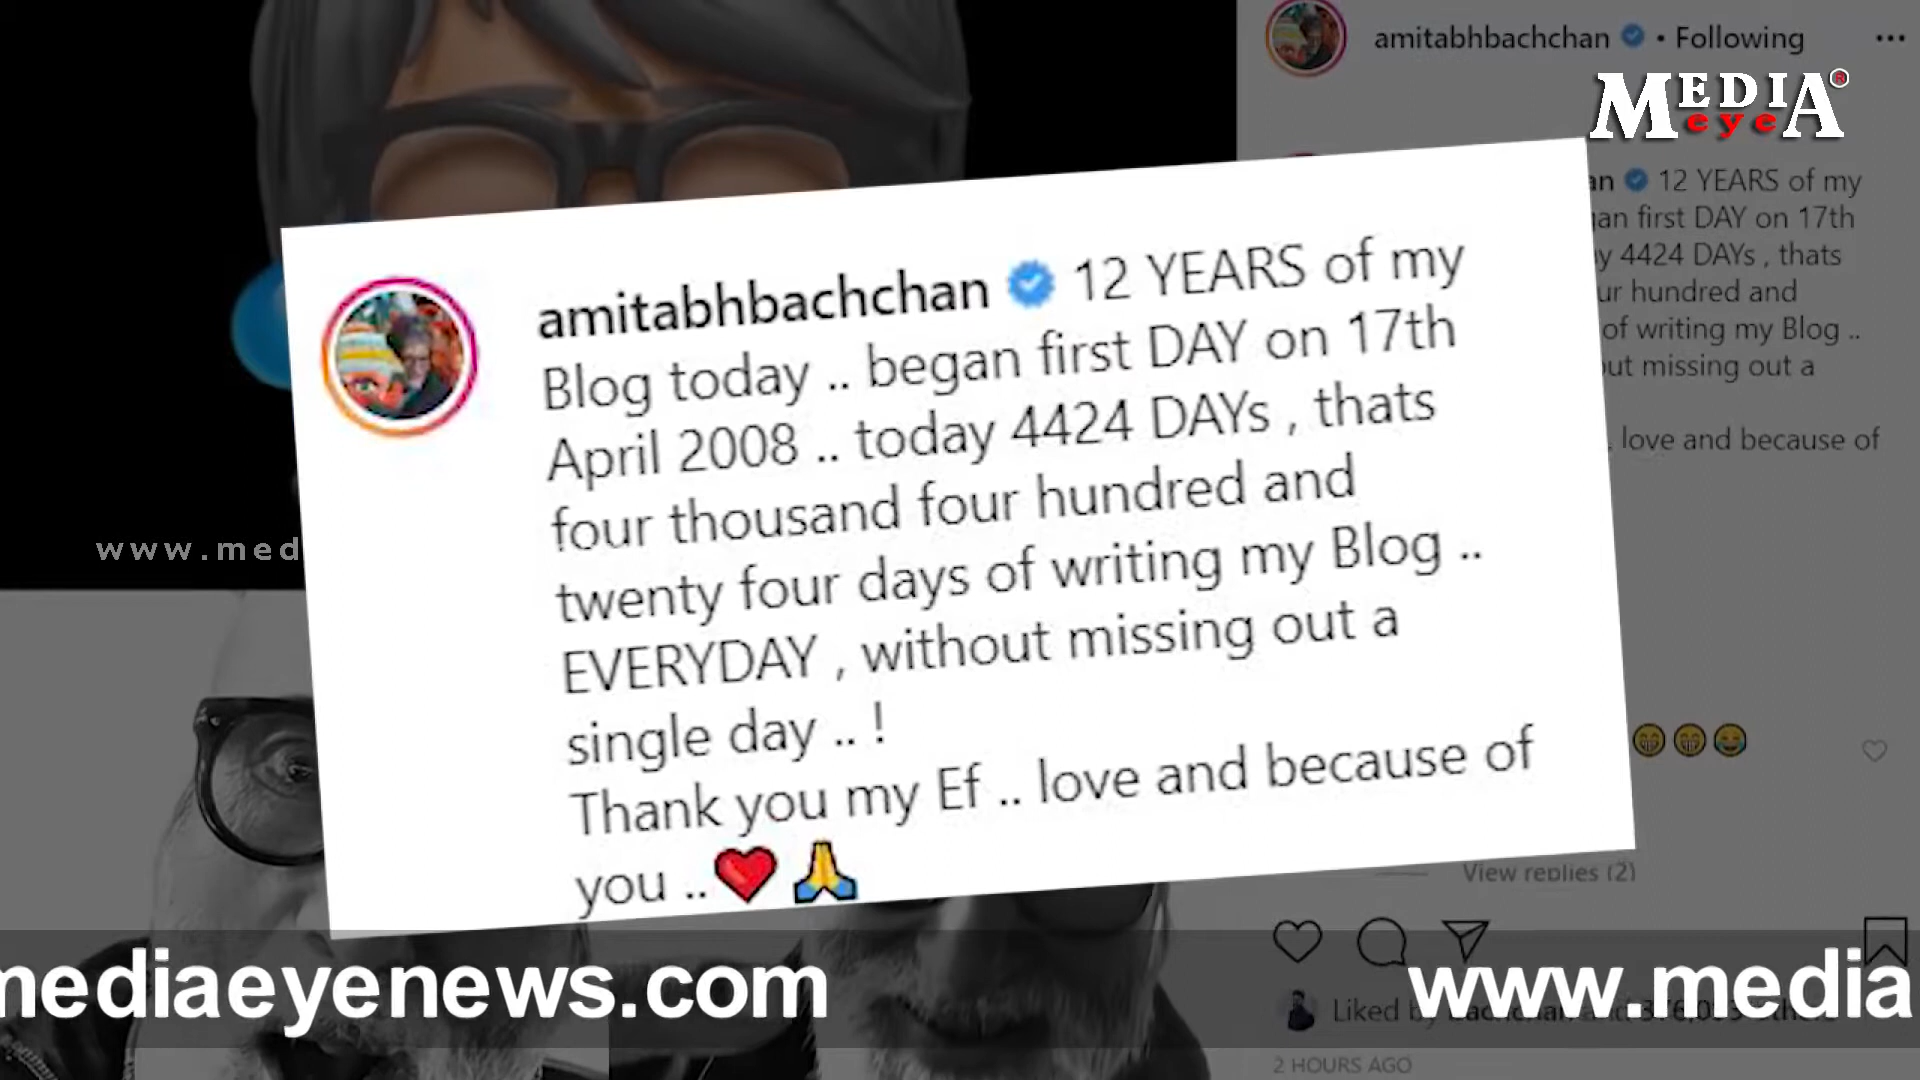 amitabhbachchan • Following
MEDIA eye ®
an 12 YEARS of my
an first DAY on 17th
y 4424 DAYs , thats
ur hundred and
of writing my Blog ..
ut missing out a
. love and because of
amitabhbachchan 12 YEARS of my
Blog today .. began first DAY on 17th
April 2008 .. today 4424 DAYs , thats
four thousand four hundred and
twenty four days of writing my Blog ..
EVERYDAY , without missing out a
single day .. !
Thank you my Ef .. love and because of
you ..❤️ 🙏
www.med
😁😁😂
View replies (2)
mediaeyenews.com
www.media
Liked by
2 HOURS AGO